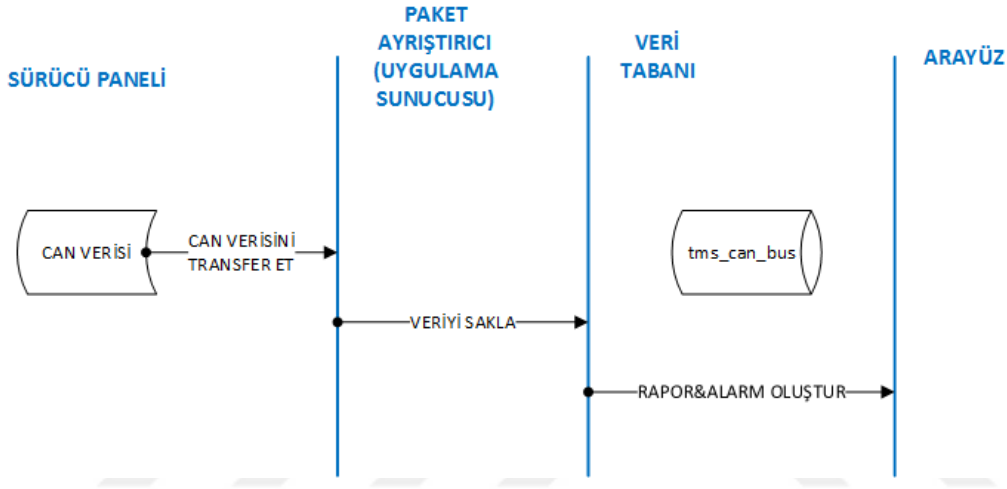 SÜRÜCÜ PANELİ
PAKET
AYRIŞTIRICI
(UYGULAMA
SUNUCUSU)
VERİ
TABANI
ARAYÜZ
CAN VERİSİ
CAN VERİSİNİ
TRANSFER ET
tms_can_bus
VERİYİ SAKLA
RAPOR&ALARM OLUŞTUR